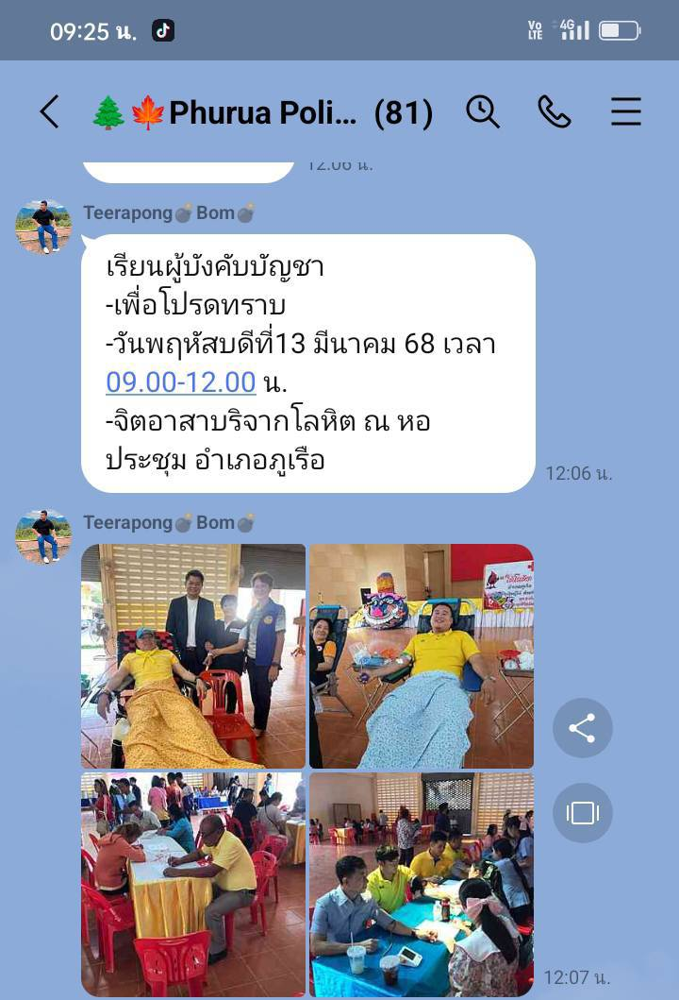 09:25 น.
Vo LTE 4G
Phurua Poli... (81)
12.06 น.
Teerapong💣Bom💣
เรียนผู้บังคับบัญชา
-เพื่อโปรดทราบ
-วันพฤหัสบดีที่13 มีนาคม 68 เวลา
09.00-12.00 น.
-จิตอาสาบริจากโลหิต ณ หอ
ประชุม อำเภอภูเรือ
12:06 น.
Teerapong💣Bom💣
12:07 น.